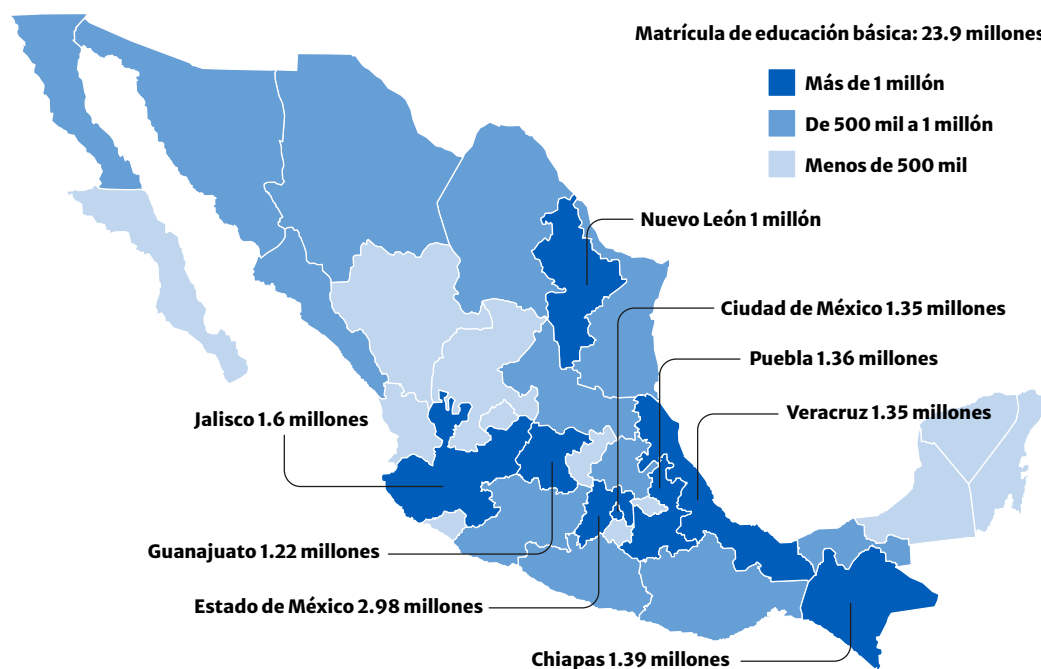 Matrícula de educación básica: 23.9 millones
Más de 1 millón
De 500 mil a 1 millón
Menos de 500 mil
Nuevo León 1 millón
Ciudad de México 1.35 millones
Puebla 1.36 millones
Veracruz 1.35 millones
Jalisco 1.6 millones
Guanajuato 1.22 millones
Estado de México 2.98 millones
Chiapas 1.39 millones